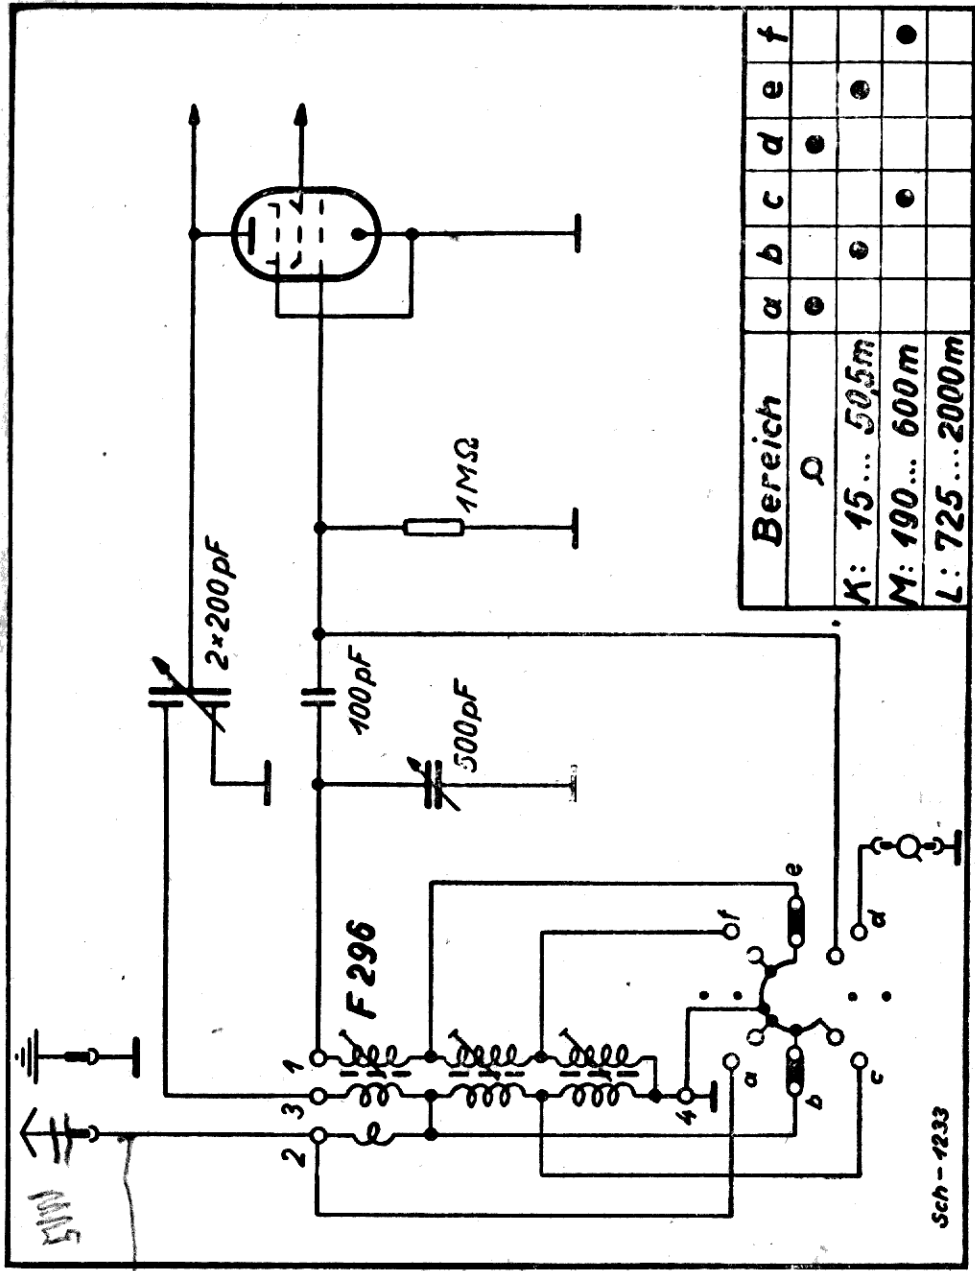 2×200pF
100pF
500pF
1MΩ
F 296
1
3
2
4
a
b
c
d
e
f
Bereich a b c d e f
K: 15... 50,5m
M: 190... 600m
L: 725...2000m
Sch-1233